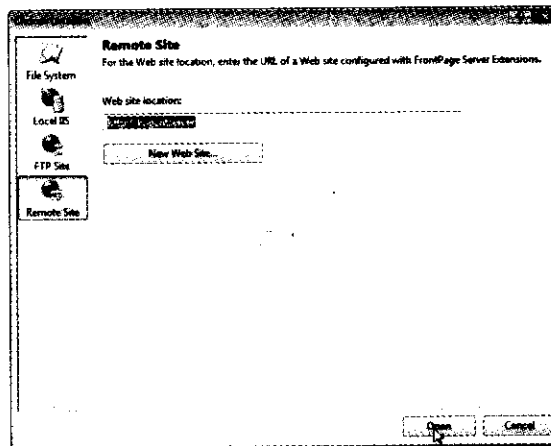 Remote Site
For the Web site location, enter the URL of a Web site configured with FrontPage Server Extensions.
File System
Web site location:
Local IIS
New Web Site...
FTP Site
Remote Site
Open
Cancel